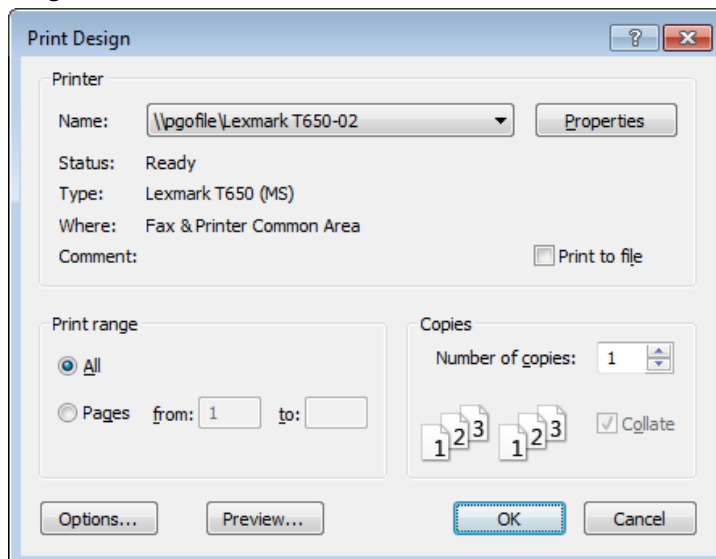 Print Design
Printer
Name: \\pgofile\Lexmark T650-02 Properties
Status: Ready
Type: Lexmark T650 (MS)
Where: Fax & Printer Common Area
Comment: Print to file
Print range
All
Pages from: 1 to:
Copies
Number of copies: 1
1 2 3 1 2 3 Collate
Options... Preview... OK Cancel